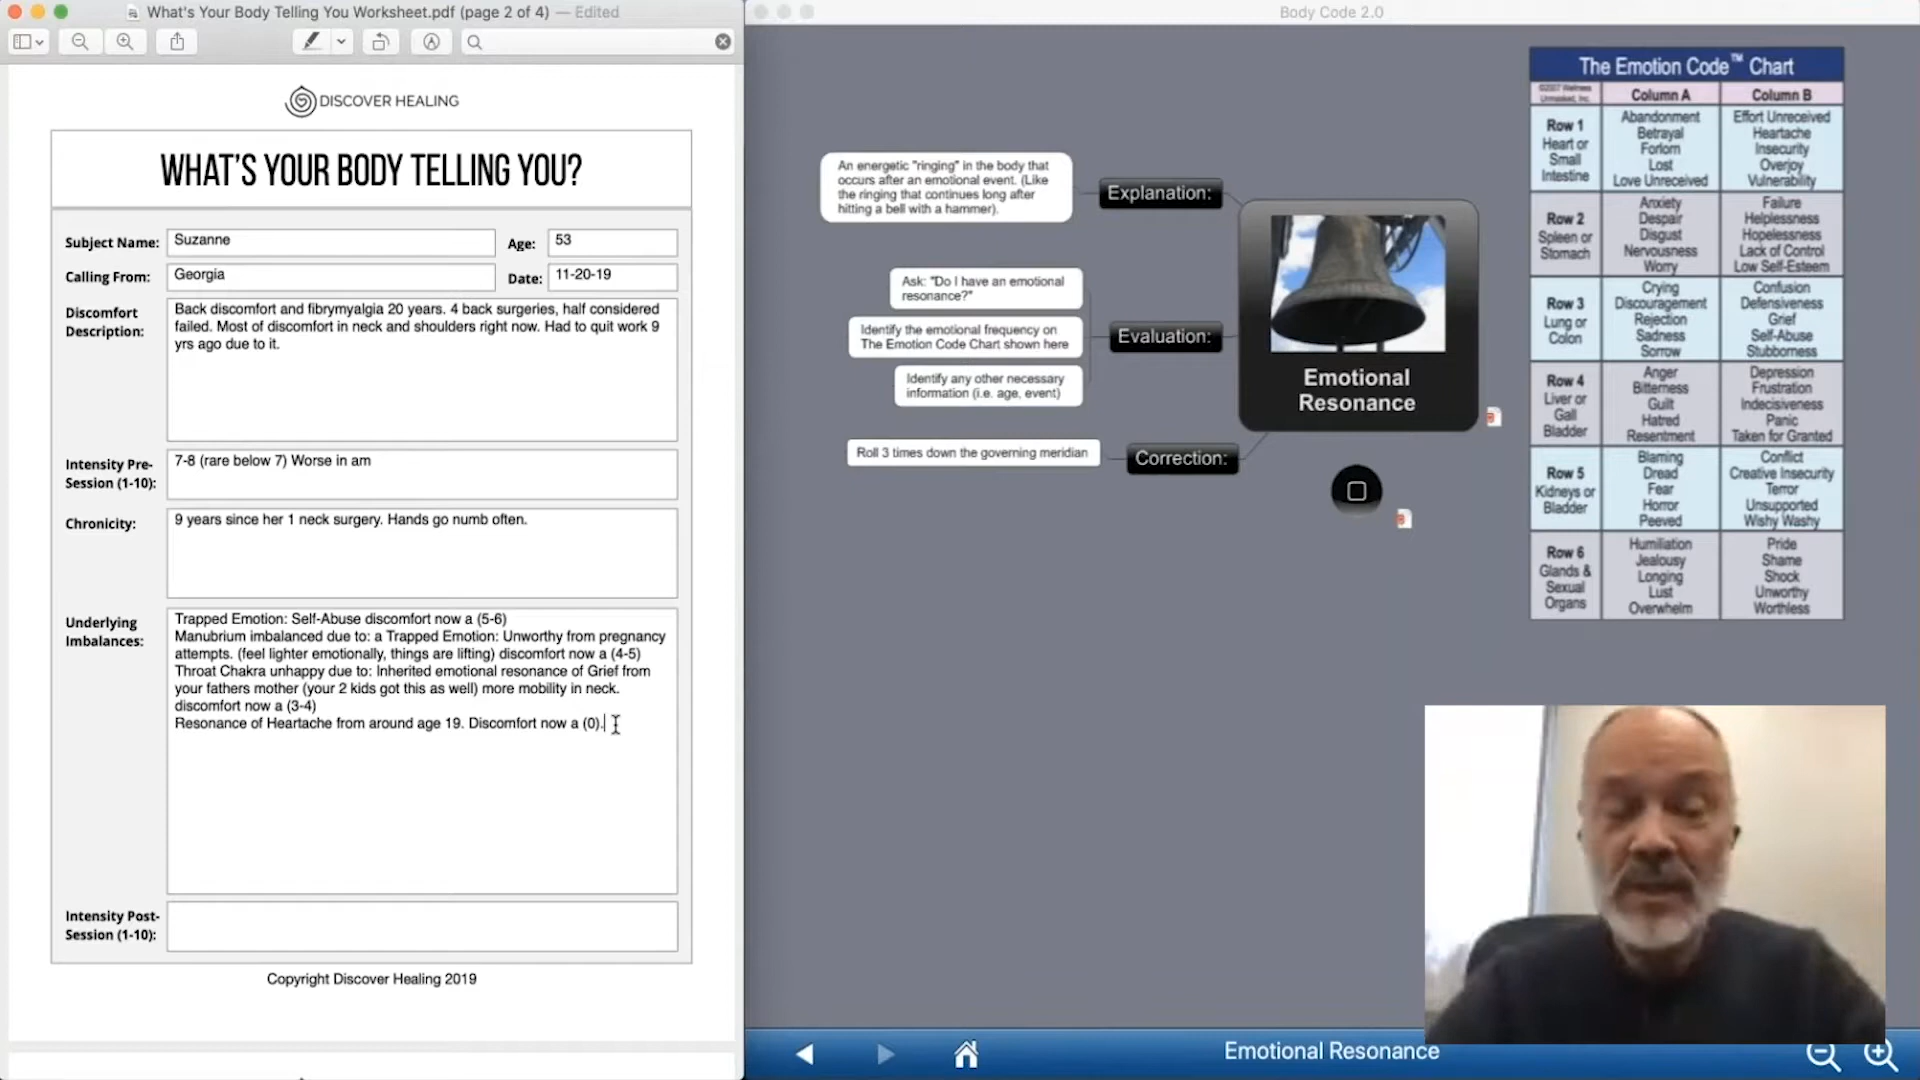 What's Your Body Telling You Worksheet.pdf (page 2 of 4) — Edited
DISCOVER HEALING
WHAT'S YOUR BODY TELLING YOU?
Subject Name: Suzanne
Age: 53
Calling From: Georgia
Date: 11-20-19
Discomfort Description:
Back discomfort and fibrymyalgia 20 years. 4 back surgeries, half considered
failed. Most of discomfort in neck and shoulders right now. Had to quit work 9
yrs ago due to it.
Intensity Pre-Session (1-10):
7-8 (rare below 7) Worse in am
Chronicity:
9 years since her 1 neck surgery. Hands go numb often.
Underlying Imbalances:
Trapped Emotion: Self-Abuse discomfort now a (5-6)
Manubrium imbalanced due to: a Trapped Emotion: Unworthy from pregnancy
attempts. (feel lighter emotionally, things are lifting) discomfort now a (4-5)
Throat Chakra unhappy due to: Inherited emotional resonance of Grief from
your fathers mother (your 2 kids got this as well) more mobility in neck.
discomfort now a (3-4)
Resonance of Heartache from around age 19. Discomfort now a (0).
Intensity Post-Session (1-10):
Copyright Discover Healing 2019
Body Code 2.0
An energetic "ringing" in the body that
occurs after an emotional event. (Like
the ringing that continues long after
hitting a bell with a hammer).
Explanation:
Ask: "Do I have an emotional
resonance?"
Identify the emotional frequency on
The Emotion Code Chart shown here
Identify any other necessary
information (i.e. age, event)
Evaluation:
Roll 3 times down the governing meridian
Correction:
Emotional
Resonance
The Emotion Code™ Chart
©2007 Wellness
Unmasked, Inc.
Column A
Column B
Row 1
Heart or
Small
Intestine
Abandonment
Betrayal
Forlorn
Lost
Love Unreceived
Effort Unreceived
Heartache
Insecurity
Overjoy
Vulnerability
Row 2
Spleen or
Stomach
Anxiety
Despair
Disgust
Nervousness
Worry
Failure
Helplessness
Hopelessness
Lack of Control
Low Self-Esteem
Row 3
Lung or
Colon
Crying
Discouragement
Rejection
Sadness
Sorrow
Confusion
Defensiveness
Grief
Self-Abuse
Stubborness
Row 4
Liver or
Gall
Bladder
Anger
Bitterness
Guilt
Hatred
Resentment
Depression
Frustration
Indecisiveness
Panic
Taken for Granted
Row 5
Kidneys or
Bladder
Blaming
Dread
Fear
Horror
Peeved
Conflict
Creative Insecurity
Terror
Unsupported
Wishy Washy
Row 6
Glands &
Sexual
Organs
Humiliation
Jealousy
Longing
Lust
Overwhelm
Pride
Shame
Shock
Unworthy
Worthless
Emotional Resonance